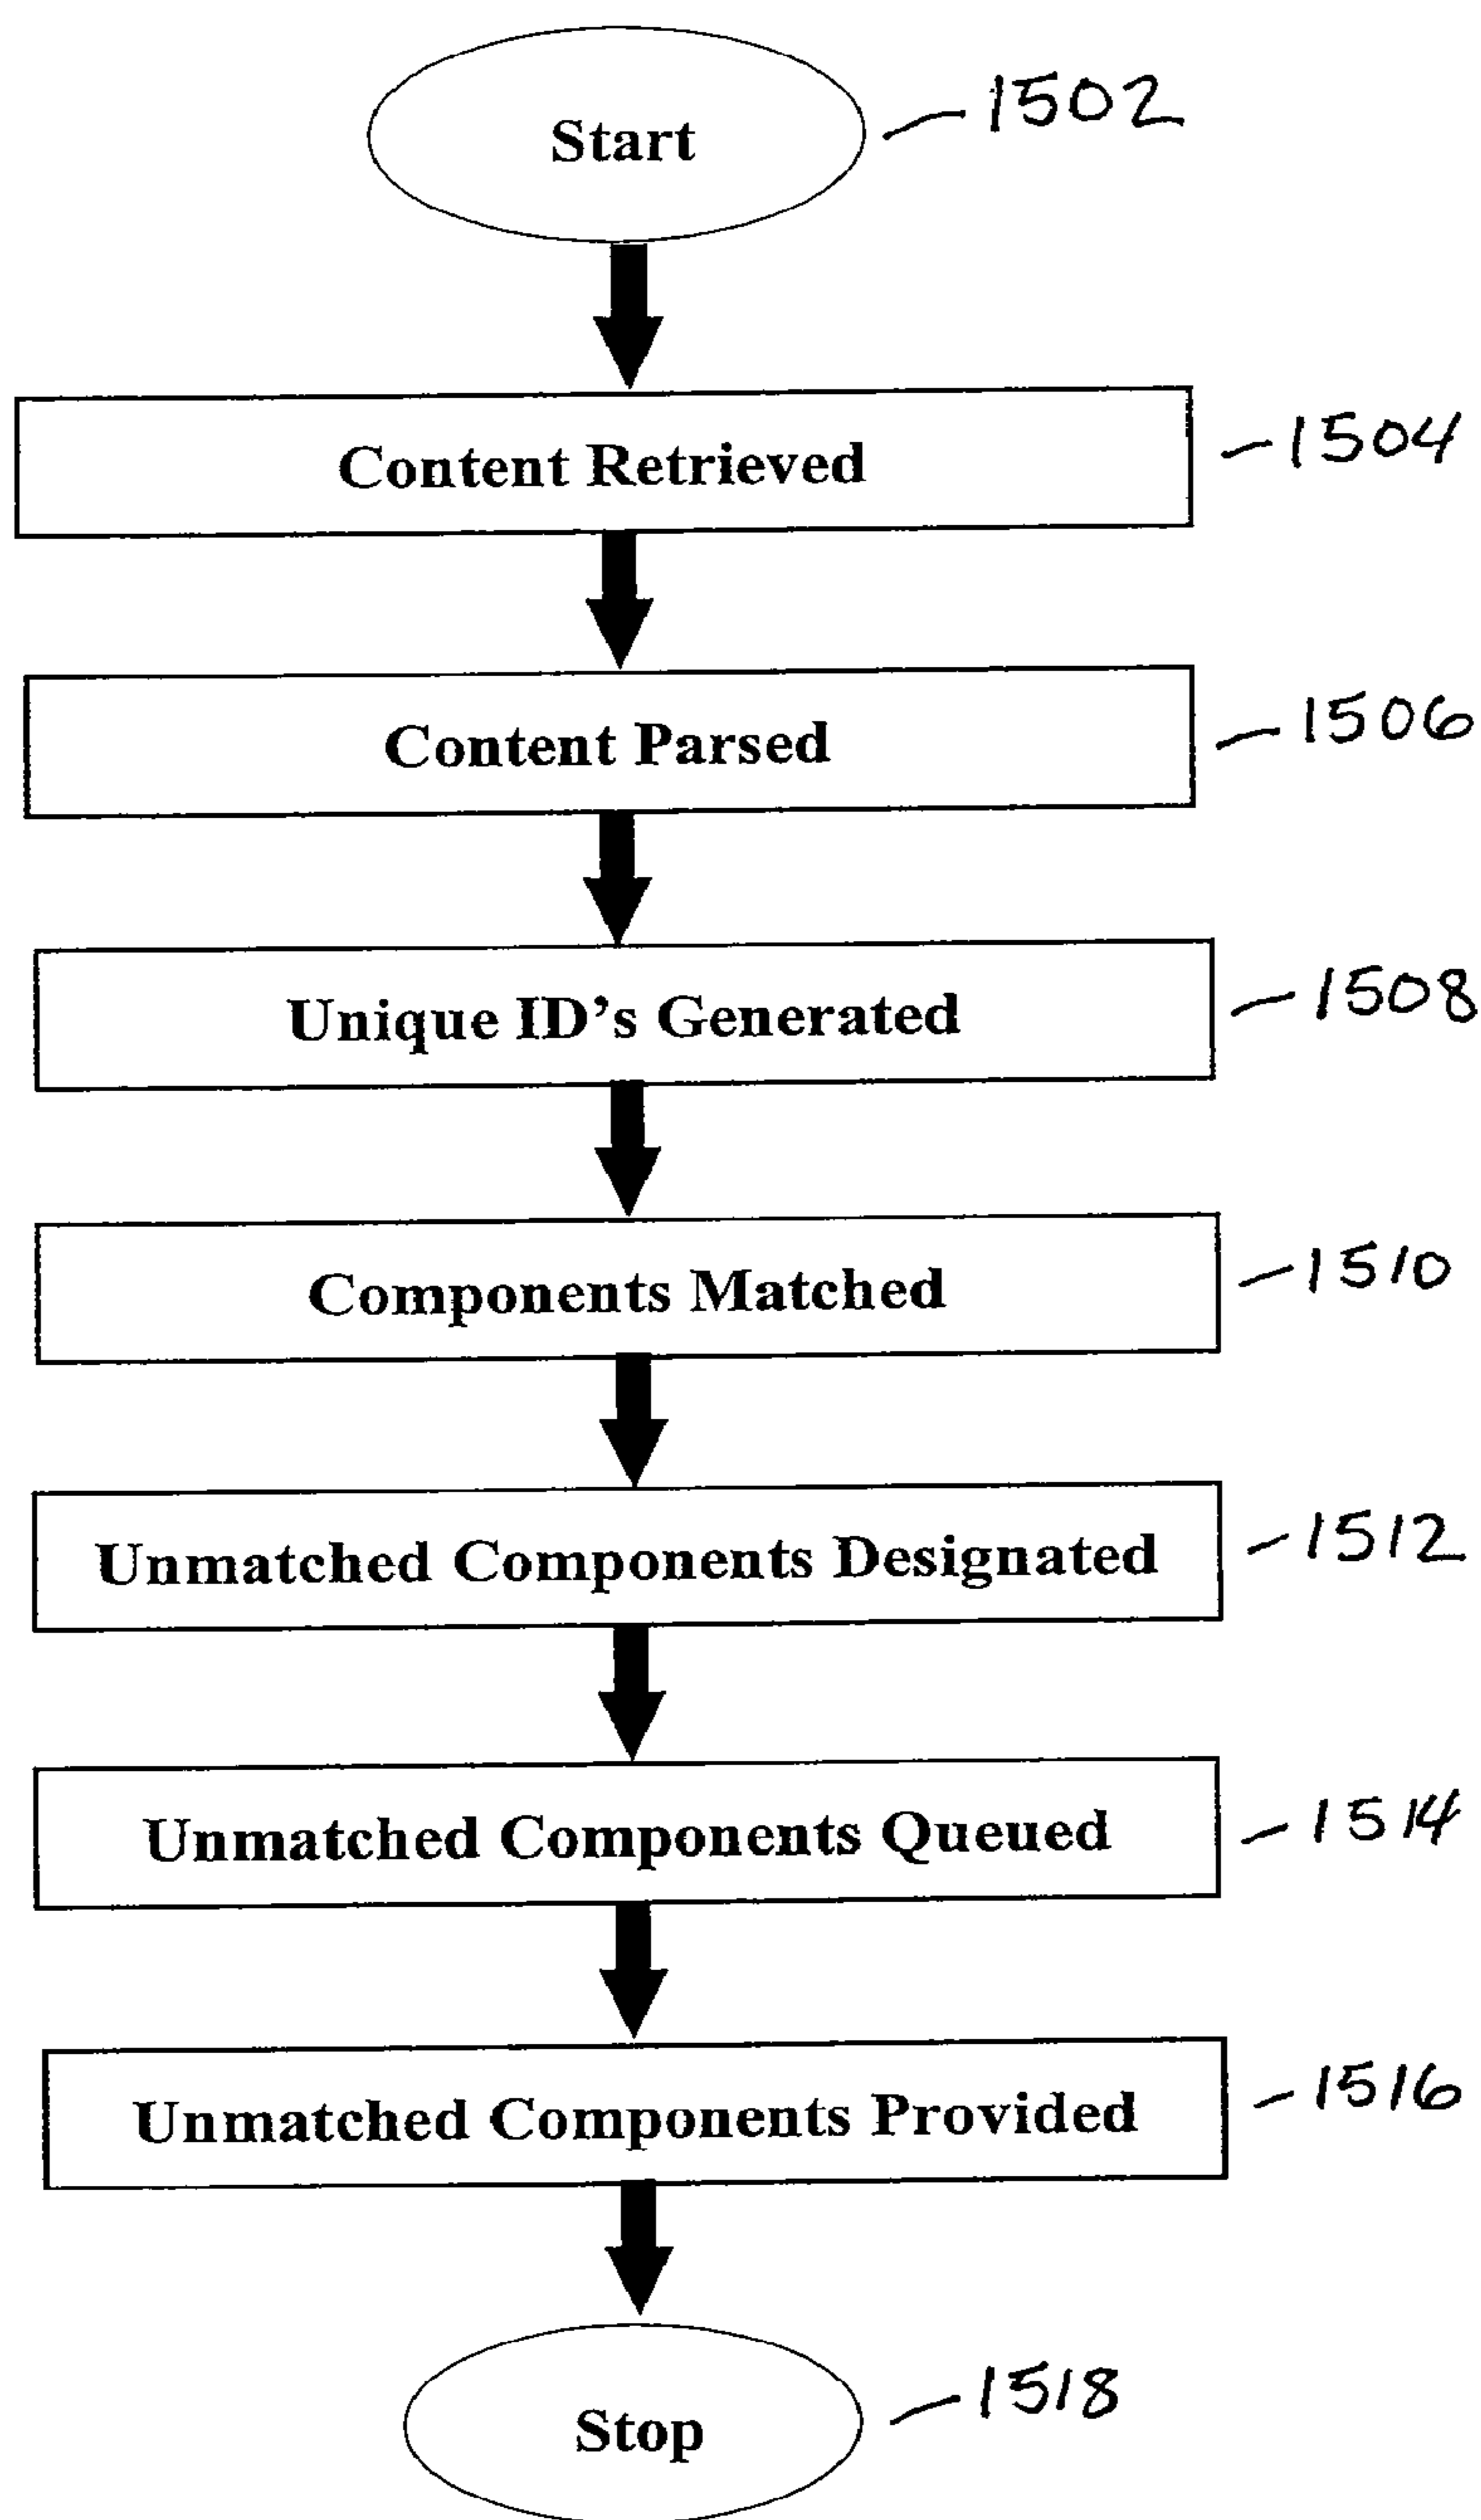 Start
1502
Content Retrieved
1504
Content Parsed
1506
Unique ID's Generated
1508
Components Matched
1510
Unmatched Components Designated
1512
Unmatched Components Queued
1514
Unmatched Components Provided
1516
Stop
1518